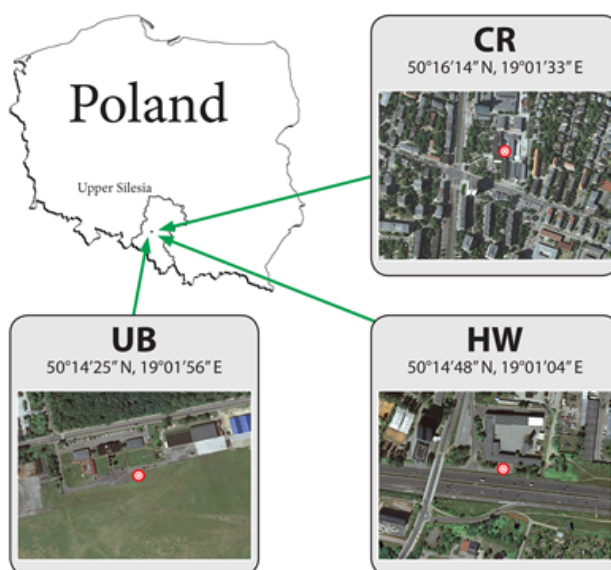 Poland
Upper Silesia
CR
50°16'14" N, 19°01'33" E
UB
50°14'25" N, 19°01'56" E
HW
50°14'48" N, 19°01'04" E